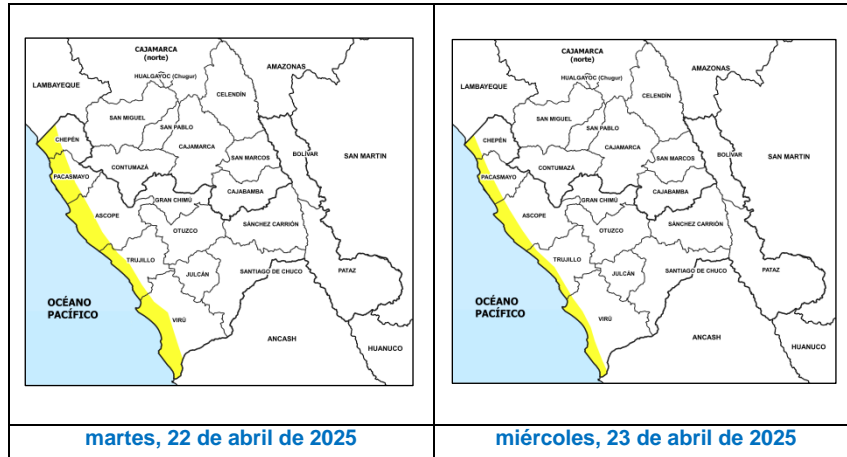 CAJAMARCA
(norte)
AMAZONAS
HUALGAYOC (Chugur)
LAMBAYEQUE
CELENDÍN
SAN MIGUEL
SAN PABLO
CHEPÉN
CAJAMARCA
BOLÍVAR
SAN MARCOS
SAN MARTIN
CONTUMAZÁ
PACASMAYO
CAJABAMBA
GRAN CHIMÚ
ASCOPE
SÁNCHEZ CARRIÓN
OTUZCO
TRUJILLO
JULCÁN
SANTIAGO DE CHUCO
PATAZ
OCÉANO
PACÍFICO
VIRÚ
ANCASH
HUANUCO
martes, 22 de abril de 2025
CAJAMARCA
(norte)
AMAZONAS
HUALGAYOC (Chugur)
LAMBAYEQUE
CELENDÍN
SAN MIGUEL
SAN PABLO
CHEPÉN
CAJAMARCA
BOLÍVAR
SAN MARCOS
SAN MARTIN
CONTUMAZÁ
PACASMAYO
CAJABAMBA
GRAN CHIMÚ
ASCOPE
SÁNCHEZ CARRIÓN
OTUZCO
TRUJILLO
JULCÁN
SANTIAGO DE CHUCO
PATAZ
OCÉANO
PACÍFICO
VIRÚ
ANCASH
HUANUCO
miércoles, 23 de abril de 2025